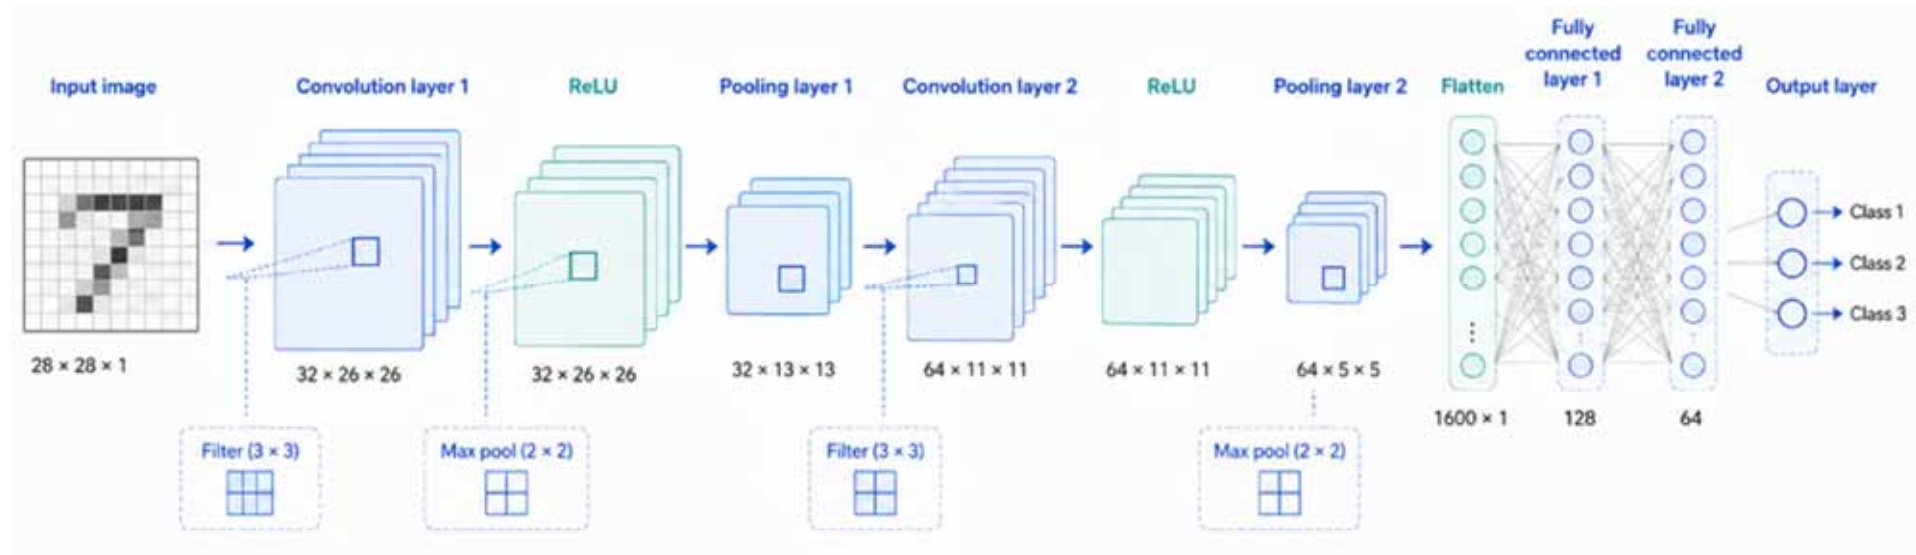 Input image
Convolution layer 1
ReLU
Pooling layer 1
Convolution layer 2
ReLU
Pooling layer 2
Flatten
Fully
connected
layer 1
Fully
connected
layer 2
Output layer
Class 1
Class 2
Class 3
28 × 28 × 1
32 × 26 × 26
32 × 26 × 26
32 × 13 × 13
64 × 11 × 11
64 × 11 × 11
64 × 5 × 5
1600 × 1
128
64
Filter (3 × 3)
Max pool (2 × 2)
Filter (3 × 3)
Max pool (2 × 2)